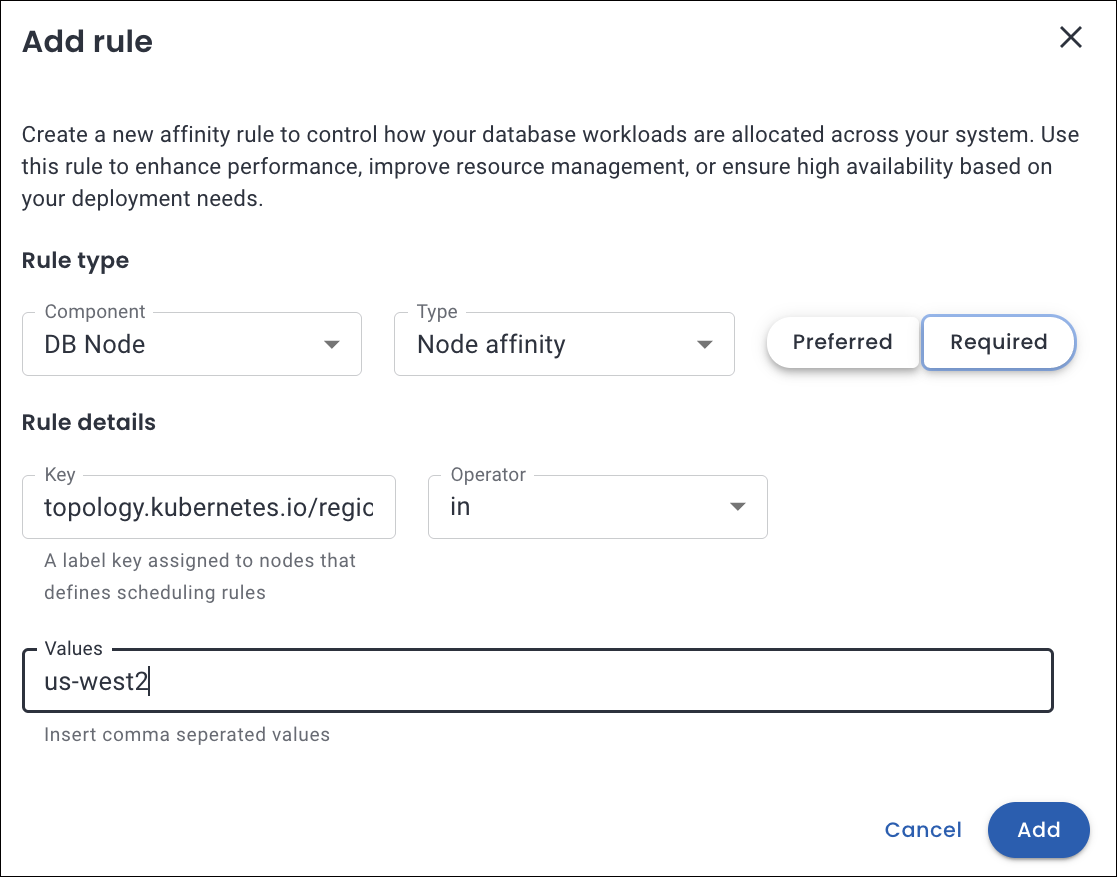 Add rule
Create a new affinity rule to control how your database workloads are allocated across your system. Use
this rule to enhance performance, improve resource management, or ensure high availability based on
your deployment needs.
Rule type
Component
DB Node
Type
Node affinity
Preferred
Required
Rule details
Key
topology.kubernetes.io/regio
Operator
in
A label key assigned to nodes that
defines scheduling rules
Values
us-west2
Insert comma seperated values
Cancel
Add